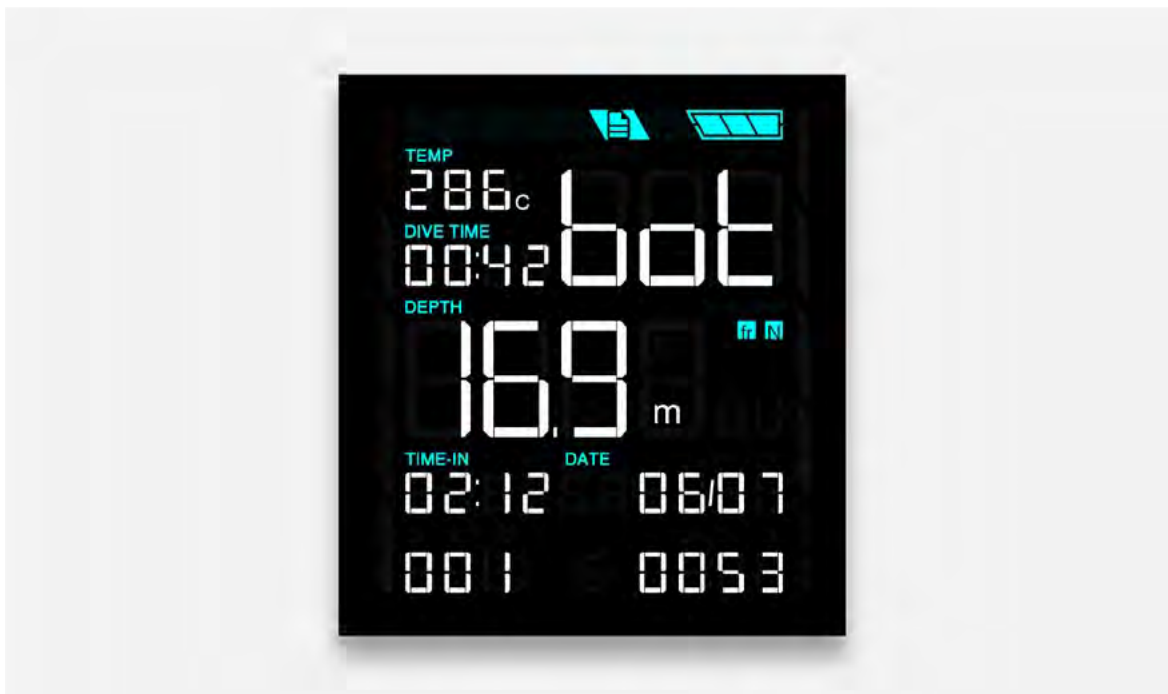 TEMP
286c
DIVE TIME
00:42
bot
DEPTH
16.9 m
fr N
TIME-IN
02:12
DATE
06/07
001
0053